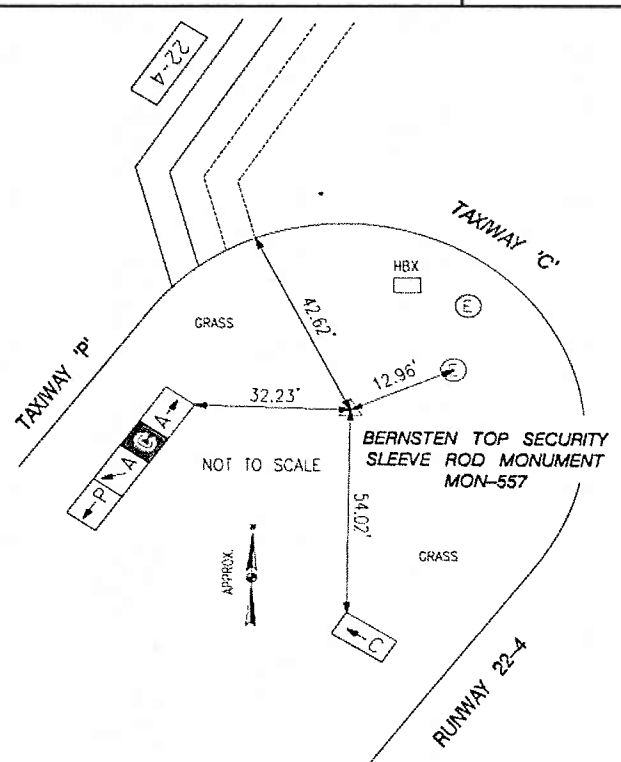 22-4
TAXIWAY 'C'
HBX
E
GRASS
42.62'
E
TAXIWAY 'P'
12.96'
32.23'
BERNSTEN TOP SECURITY
SLEEVE ROD MONUMENT
MON-557
←P ↖A C A→
NOT TO SCALE
54.02'
GRASS
APPROX.
←C
RUNWAY 22-4